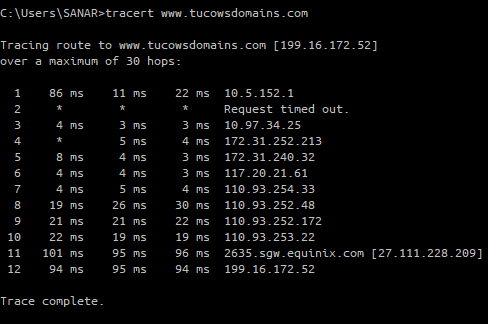 C:\Users\SANAR>tracert www.tucowsdomains.com
Tracing route to www.tucowsdomains.com [199.16.172.52]
over a maximum of 30 hops:
1 86 ms 11 ms 22 ms 10.5.152.1
2 * * * Request timed out.
3 4 ms 3 ms 3 ms 10.97.34.25
4 * 5 ms 4 ms 172.31.252.213
5 8 ms 4 ms 3 ms 172.31.240.32
6 4 ms 4 ms 3 ms 117.20.21.61
7 4 ms 5 ms 4 ms 110.93.254.33
8 19 ms 26 ms 30 ms 110.93.252.48
9 21 ms 21 ms 22 ms 110.93.252.172
10 22 ms 19 ms 19 ms 110.93.253.22
11 101 ms 95 ms 96 ms 2635.sgw.equinix.com [27.111.228.209]
12 94 ms 95 ms 94 ms 199.16.172.52
Trace complete.